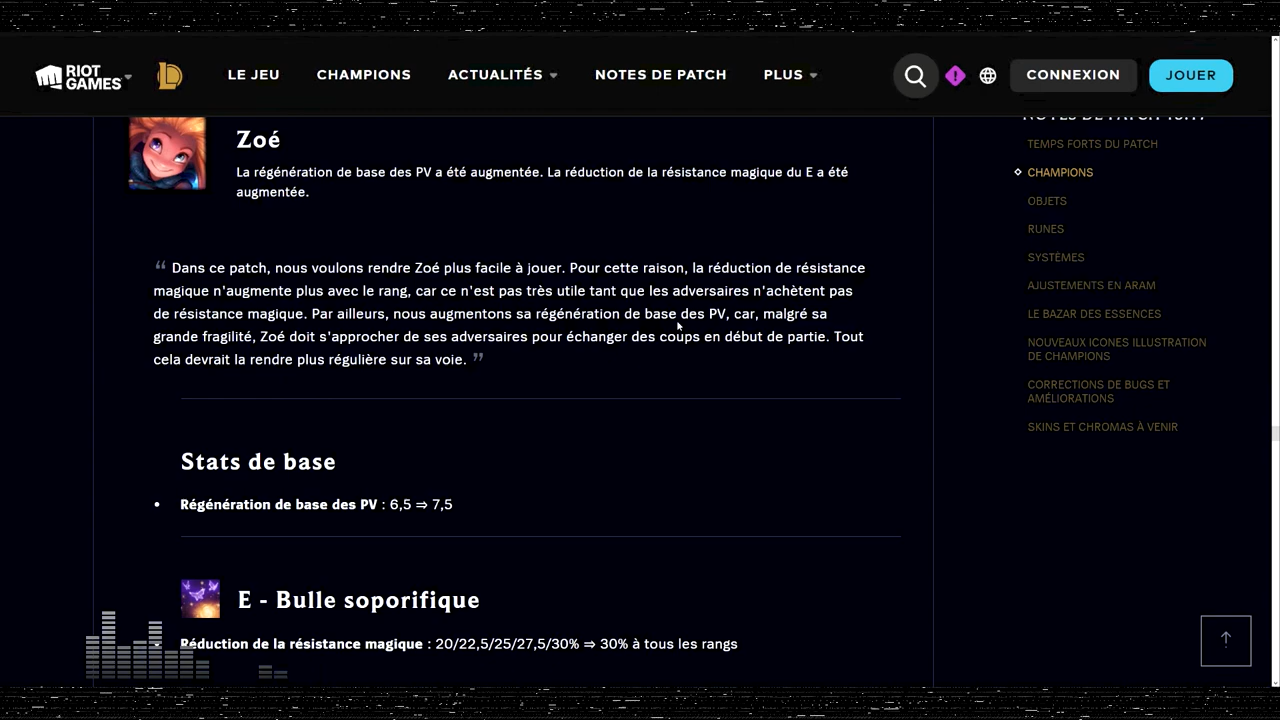 RIOT GAMES
LE JEU
CHAMPIONS
ACTUALITÉS
NOTES DE PATCH
PLUS
CONNEXION
JOUER
Zoé
La régénération de base des PV a été augmentée. La réduction de la résistance magique du E a été
augmentée.
“ Dans ce patch, nous voulons rendre Zoé plus facile à jouer. Pour cette raison, la réduction de résistance
magique n'augmente plus avec le rang, car ce n'est pas très utile tant que les adversaires n'achètent pas
de résistance magique. Par ailleurs, nous augmentons sa régénération de base des PV, car, malgré sa
grande fragilité, Zoé doit s'approcher de ses adversaires pour échanger des coups en début de partie. Tout
cela devrait la rendre plus régulière sur sa voie. ”
Stats de base
• Régénération de base des PV : 6,5 ⇒ 7,5
E - Bulle soporifique
Réduction de la résistance magique : 20/22,5/25/27,5/30% ⇒ 30% à tous les rangs
NOTES DE PATCH
TEMPS FORTS DU PATCH
CHAMPIONS
OBJETS
RUNES
SYSTÈMES
AJUSTEMENTS EN ARAM
LE BAZAR DES ESSENCES
NOUVEAUX ICONES ILLUSTRATION
DE CHAMPIONS
CORRECTIONS DE BUGS ET
AMÉLIORATIONS
SKINS ET CHROMAS À VENIR